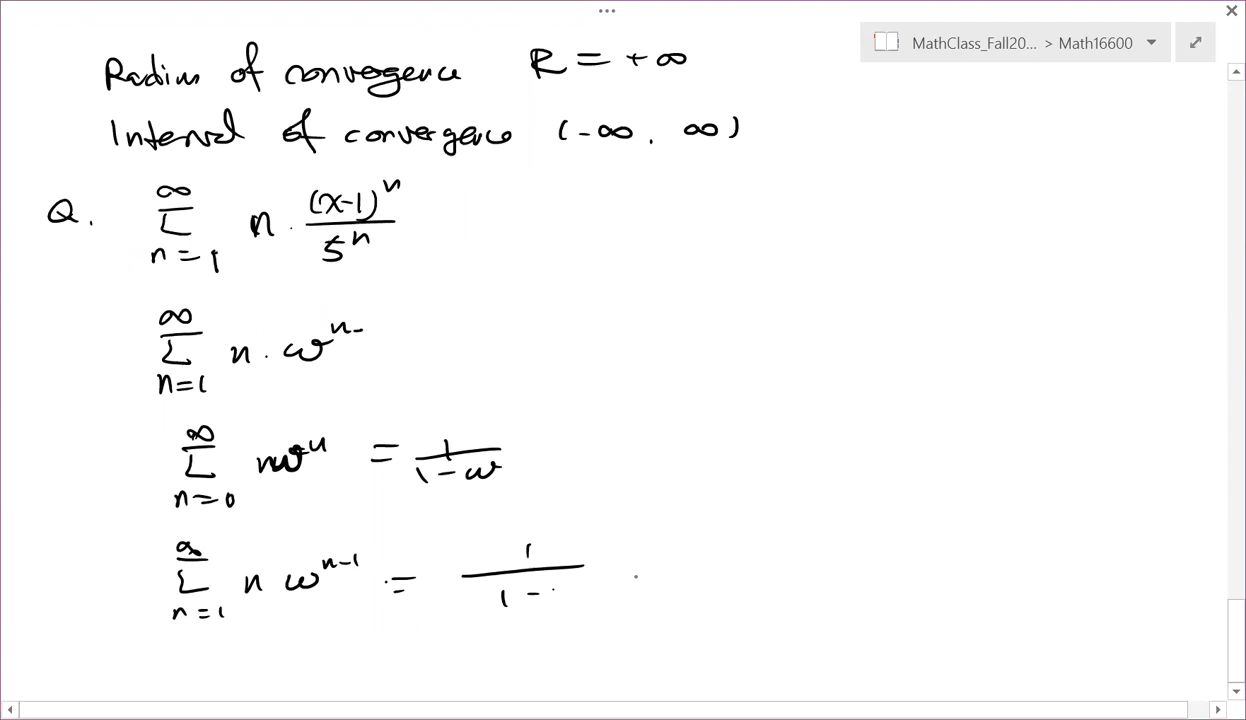 MathClass_Fall20... > Math16600
Radius of convergence R = +∞
Interval of convergence (-∞, ∞)
Q. ∑_{n=1}^{∞} n · (x-1)^n / 5^n
∑_{n=1}^{∞} n · ω^{n-
∑_{n=0}^{∞} nω^n = 1 / (1-ω)
∑_{n=1}^{∞} n ω^{n-1} = 1 / (1-